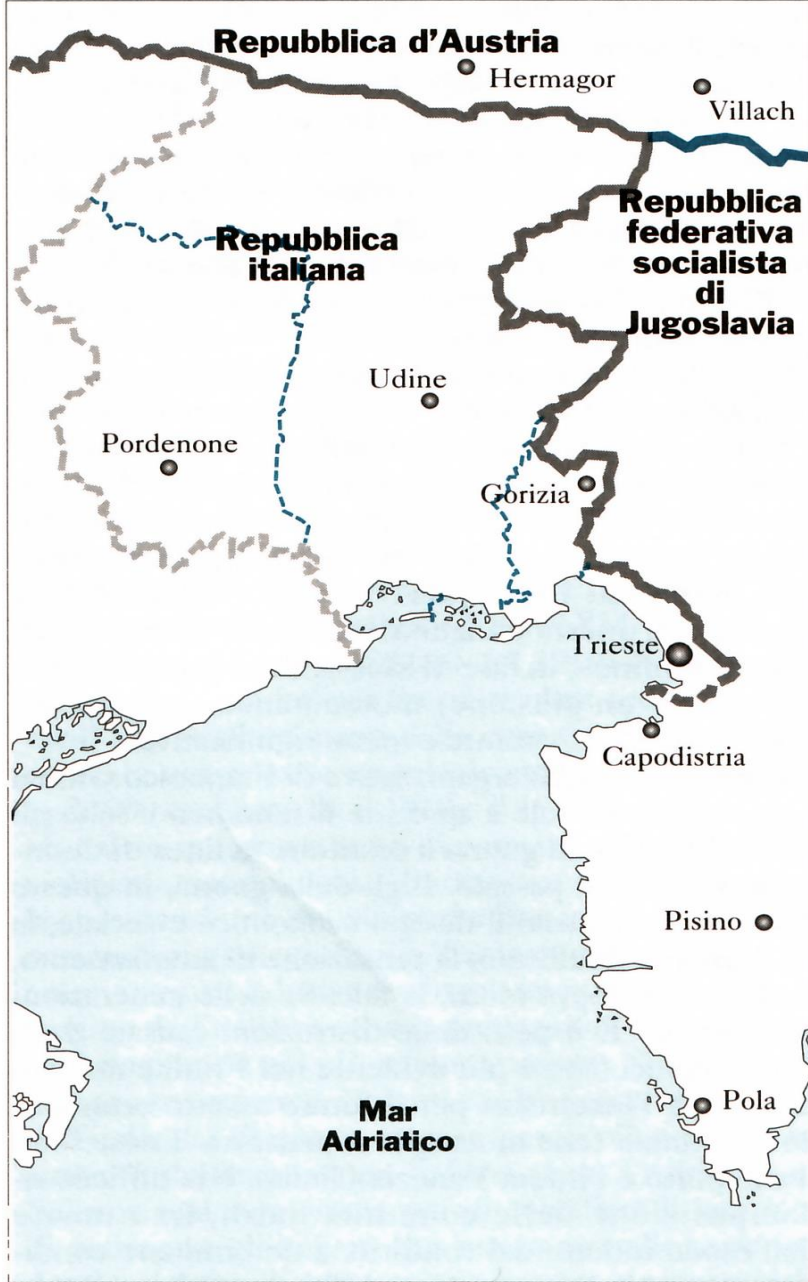 Repubblica d'Austria
Hermagor
Villach
Repubblica
federativa
socialista
di
Jugoslavia
Repubblica
italiana
Udine
Pordenone
Gorizia
Trieste
Capodistria
Pisino
Pola
Mar
Adriatico